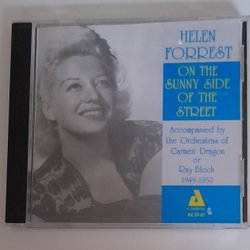 HELEN
FORREST
ON THE
SUNNY SIDE
OF THE
STREET
Accompanied by
the Orchestras of
Carmen Dragon
or
Ray Bloch
1949-1950